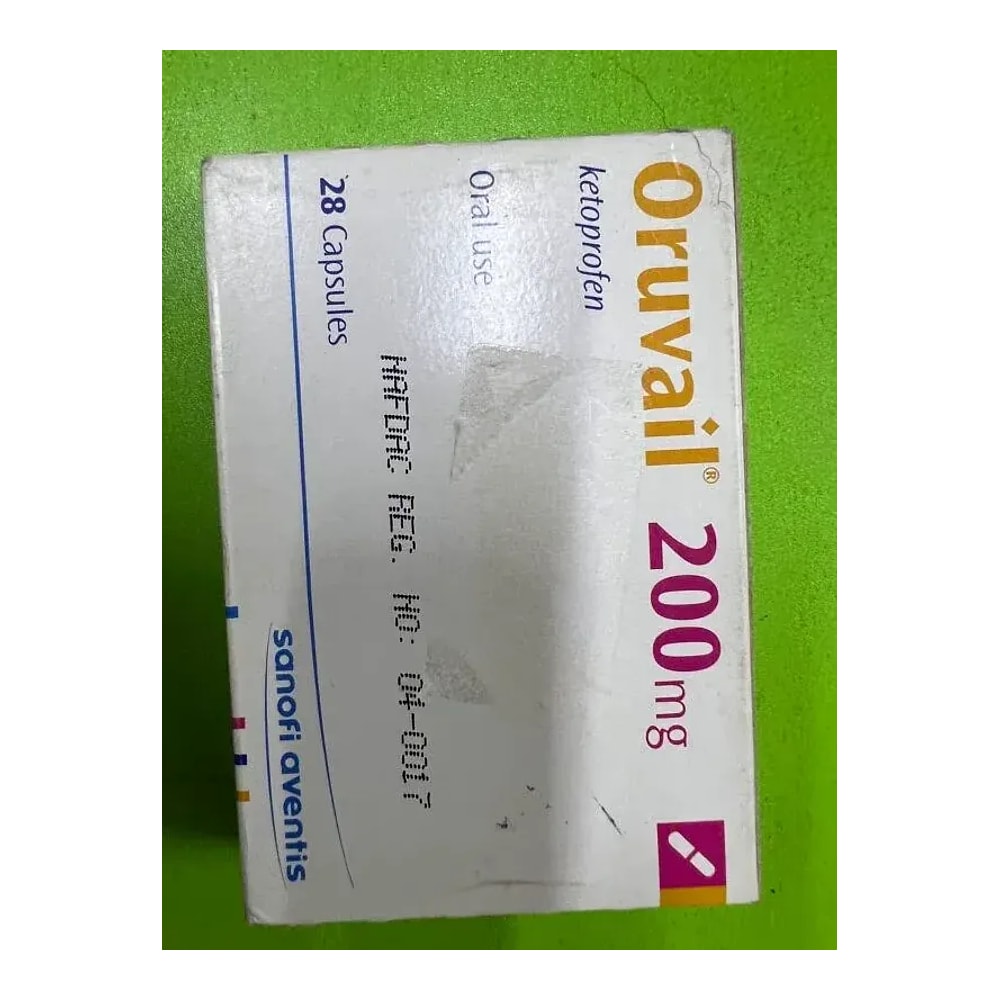 Oruvail® 200mg
ketoprofen
Oral use
NAFDAC REG. NO: 04-0017
28 Capsules
sanofi aventis